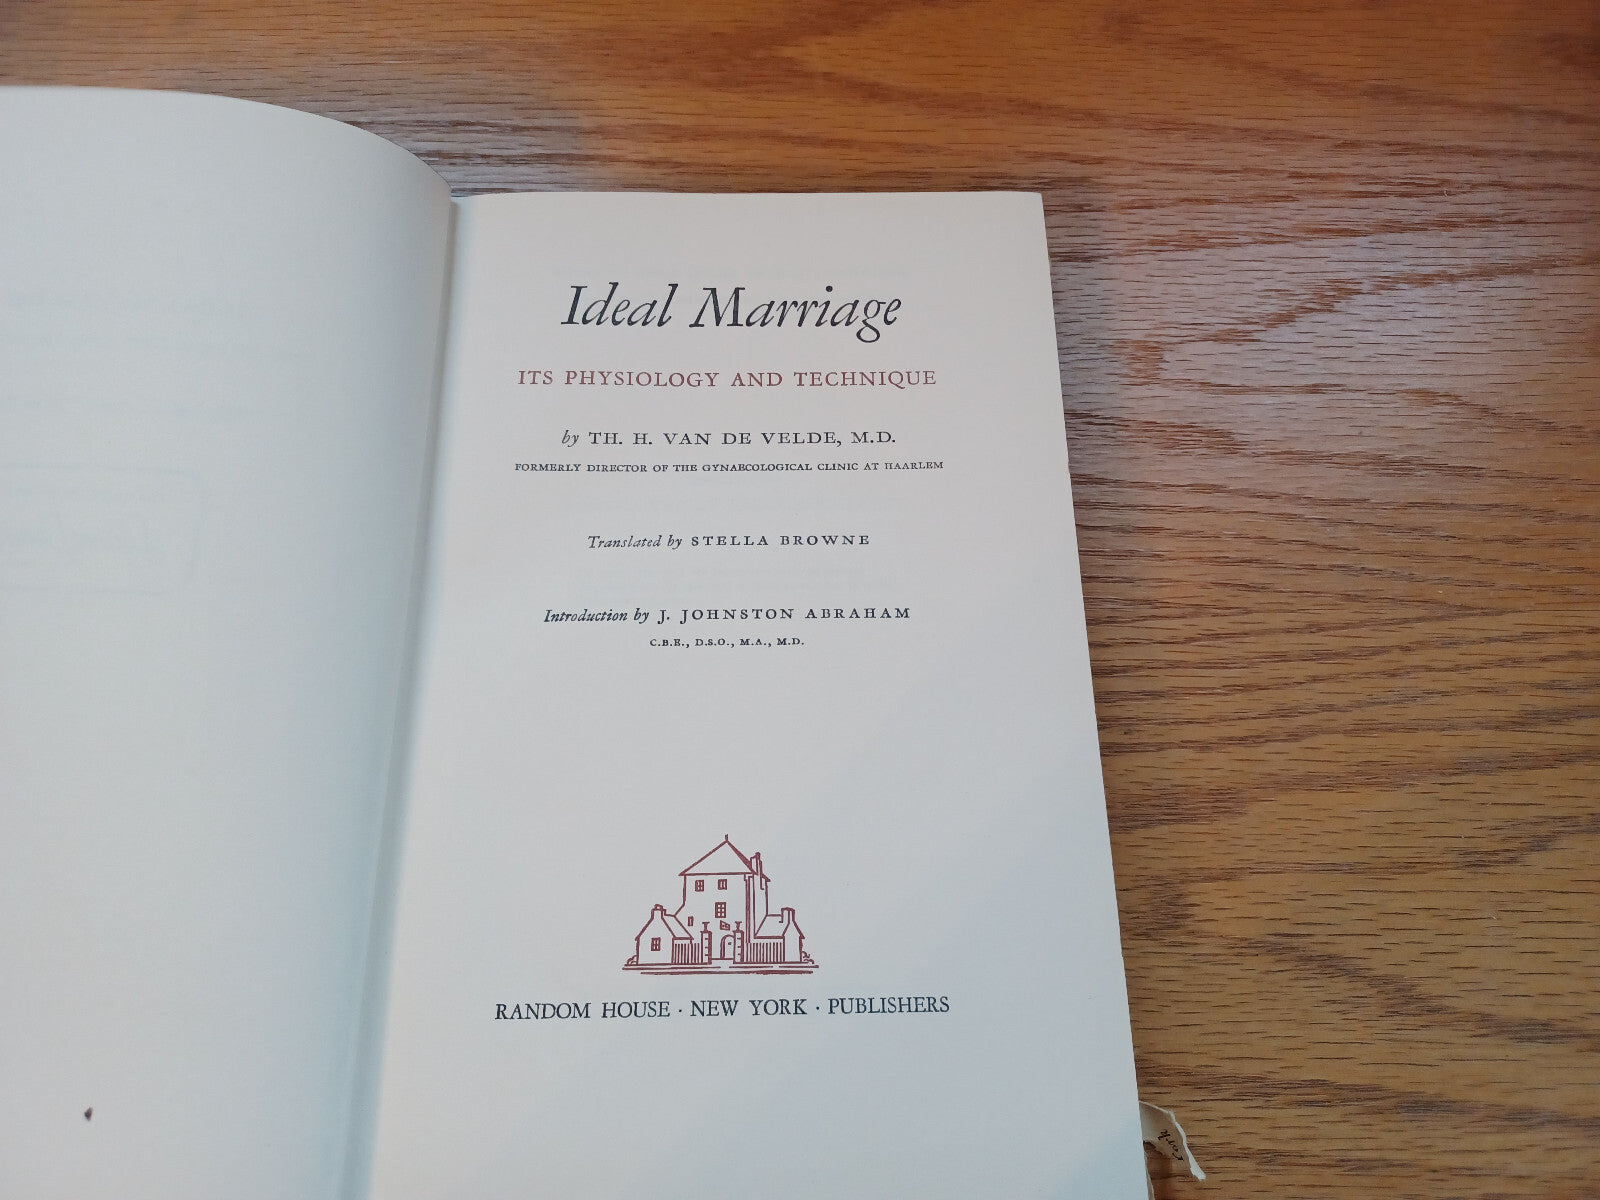 Ideal Marriage
ITS PHYSIOLOGY AND TECHNIQUE
by TH. H. VAN DE VELDE, M.D.
FORMERLY DIRECTOR OF THE GYNAECOLOGICAL CLINIC AT HAARLEM
Translated by STELLA BROWNE
Introduction by J. JOHNSTON ABRAHAM
C.B.E., D.S.O., M.A., M.D.
RANDOM HOUSE · NEW YORK · PUBLISHERS